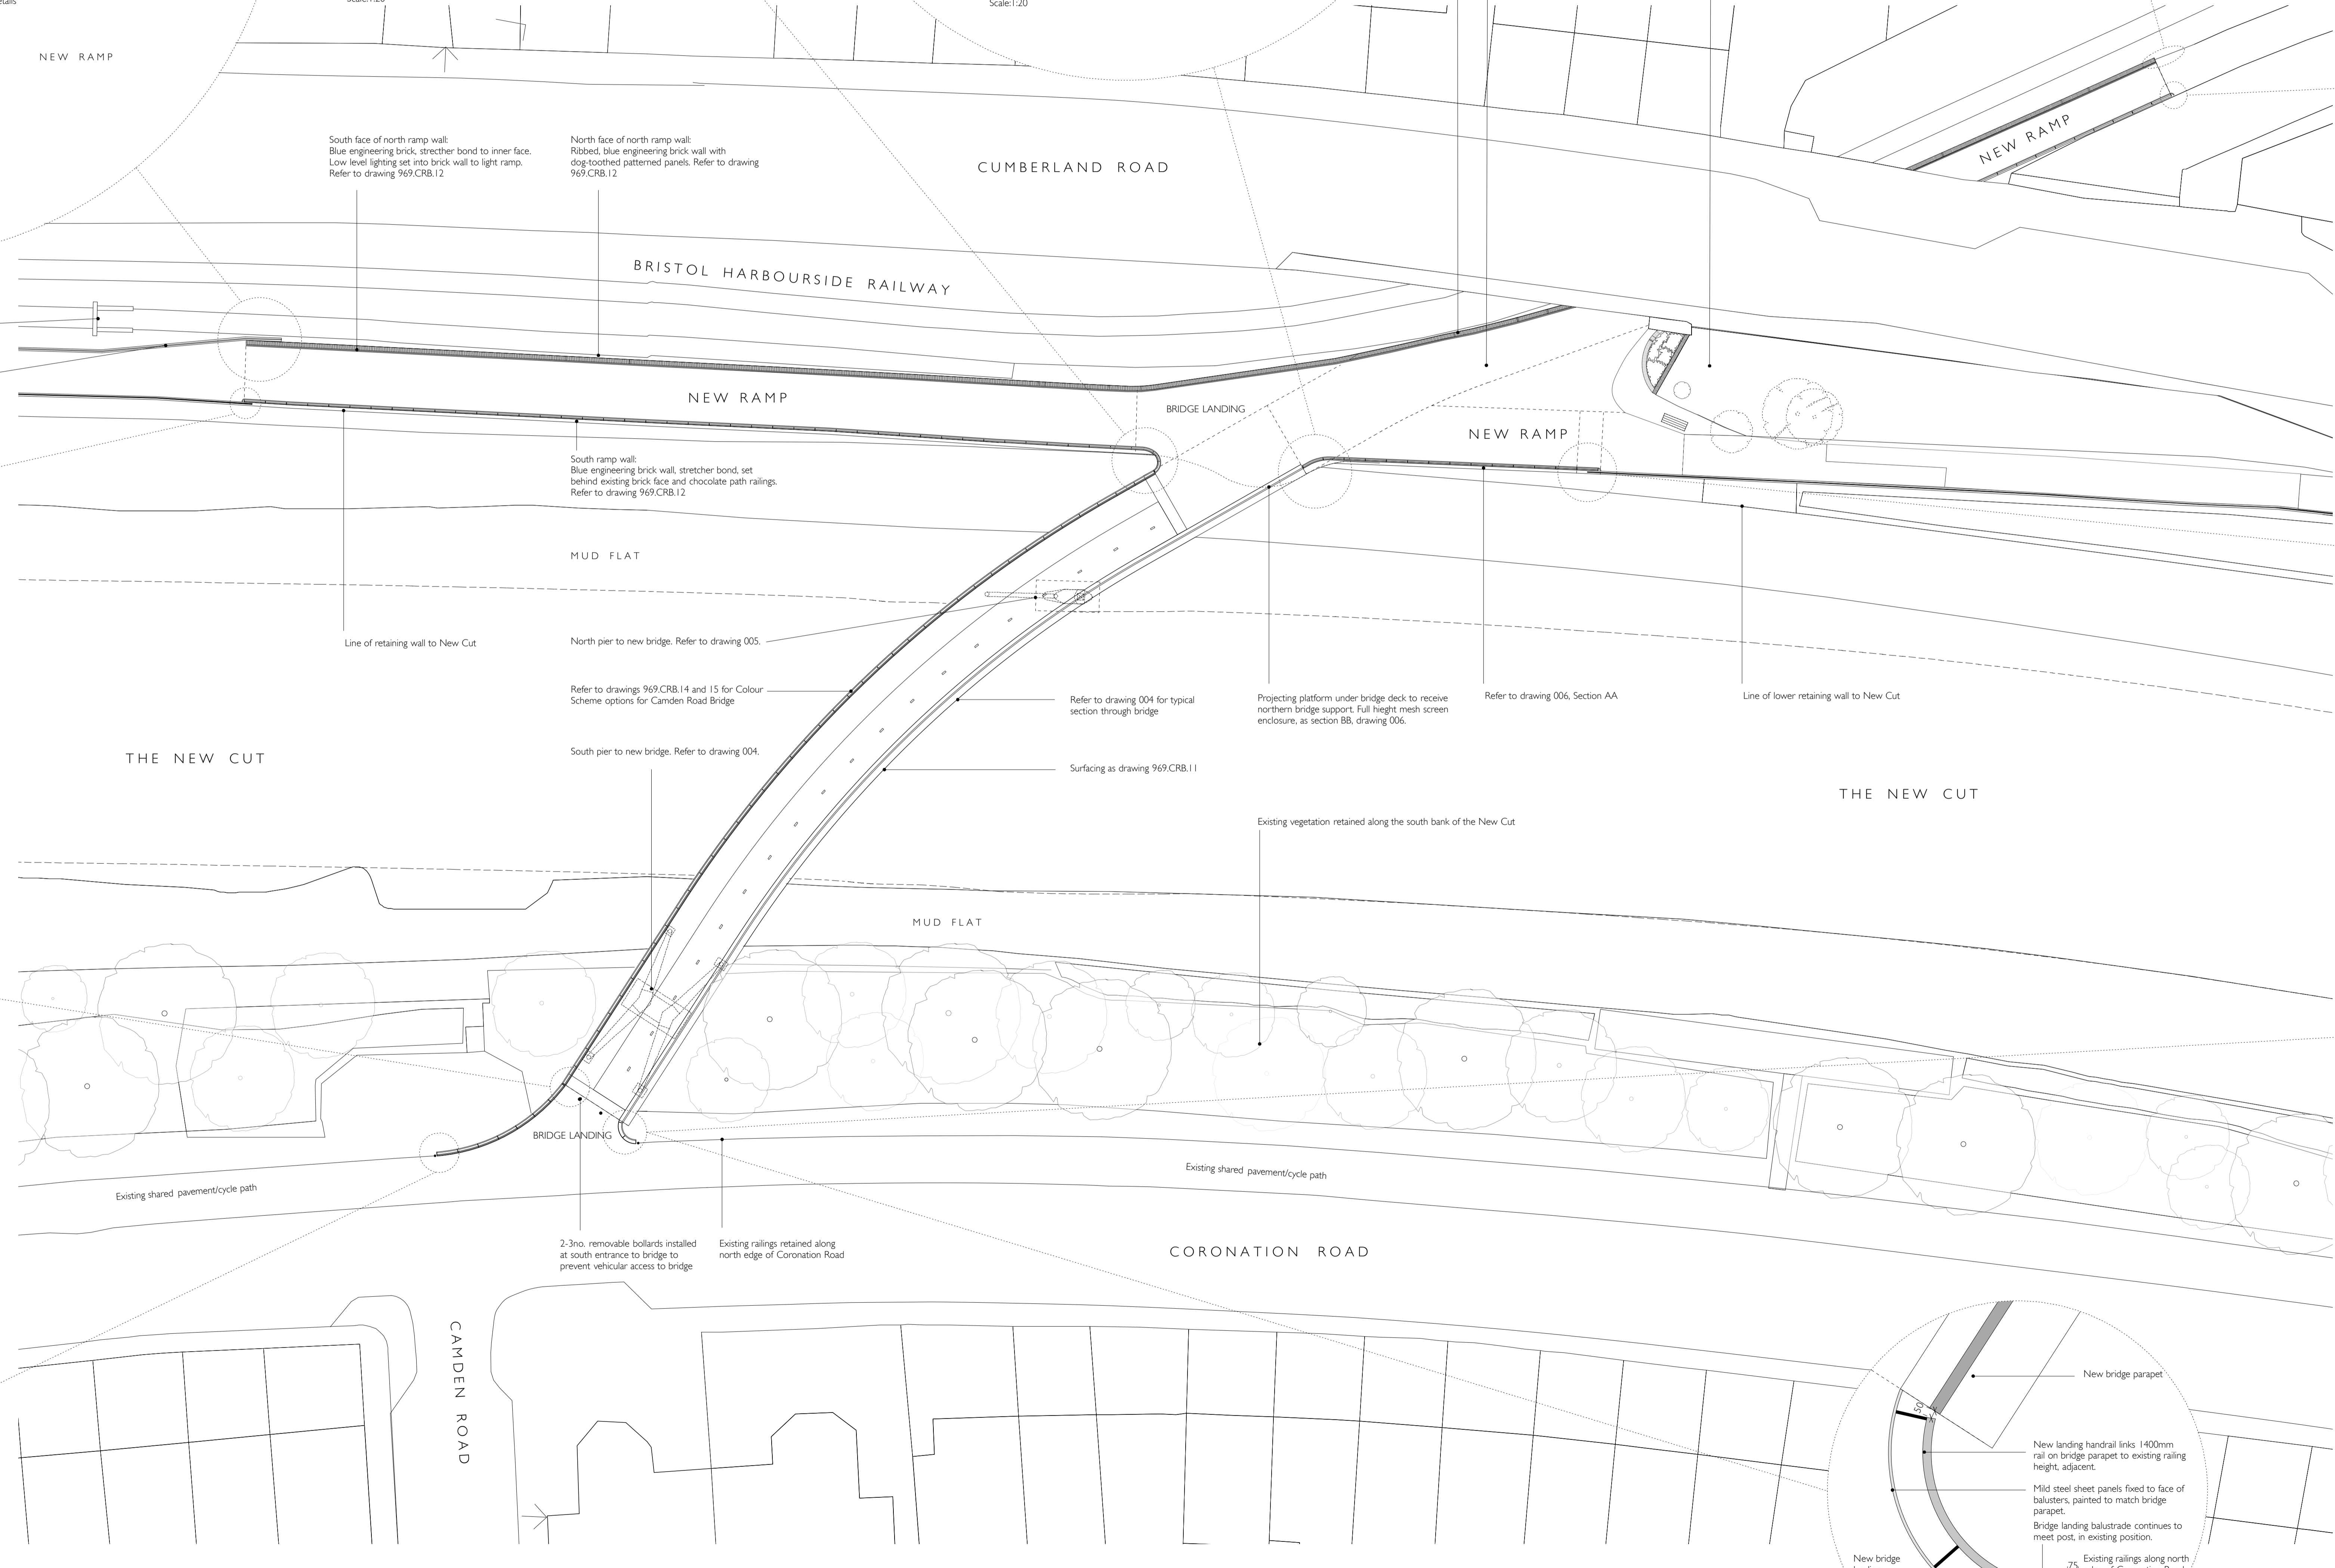 Scale:1:20
NEW RAMP
South face of north ramp wall:
Blue engineering brick, strecther bond to inner face.
Low level lighting set into brick wall to light ramp.
Refer to drawing 969.CRB.12
North face of north ramp wall:
Ribbed, blue engineering brick wall with
dog-toothed patterned panels. Refer to drawing
969.CRB.12
CUMBERLAND ROAD
NEW RAMP
BRISTOL HARBOURSIDE RAILWAY
NEW RAMP
BRIDGE LANDING
NEW RAMP
South ramp wall:
Blue engineering brick wall, stretcher bond, set
behind existing brick face and chocolate path railings.
Refer to drawing 969.CRB.12
MUD FLAT
Line of retaining wall to New Cut
North pier to new bridge. Refer to drawing 005.
Refer to drawings 969.CRB.14 and 15 for Colour
Scheme options for Camden Road Bridge
Refer to drawing 004 for typical
section through bridge
Projecting platform under bridge deck to receive
northern bridge support. Full hieght mesh screen
enclosure, as section BB, drawing 006.
Refer to drawing 006, Section AA
Line of lower retaining wall to New Cut
South pier to new bridge. Refer to drawing 004.
THE NEW CUT
Surfacing as drawing 969.CRB.11
THE NEW CUT
Existing vegetation retained along the south bank of the New Cut
MUD FLAT
BRIDGE LANDING
Existing shared pavement/cycle path
Existing shared pavement/cycle path
2-3no. removable bollards installed
at south entrance to bridge to
prevent vehicular access to bridge
Existing railings retained along
north edge of Coronation Road
CORONATION ROAD
CAMDEN ROAD
New bridge parapet
50
New landing handrail links 1400mm
rail on bridge parapet to existing railing
height, adjacent.
Mild steel sheet panels fixed to face of
balusters, painted to match bridge
parapet.
Bridge landing balustrade continues to
meet post, in existing position.
New bridge
75
Existing railings along north